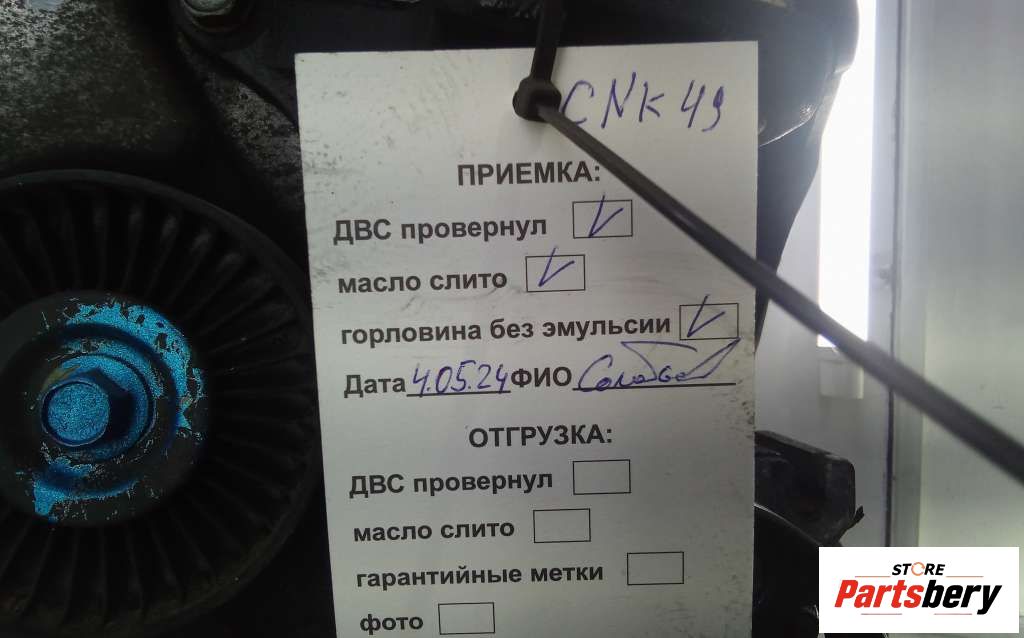 CNK 49
ПРИЕМКА:
ДВС провернул
масло слито
горловина без эмульсии
Дата 4.05.24 ФИО
ОТГРУЗКА:
ДВС провернул
масло слито
гарантийные метки
фото
STORE
Partsbery